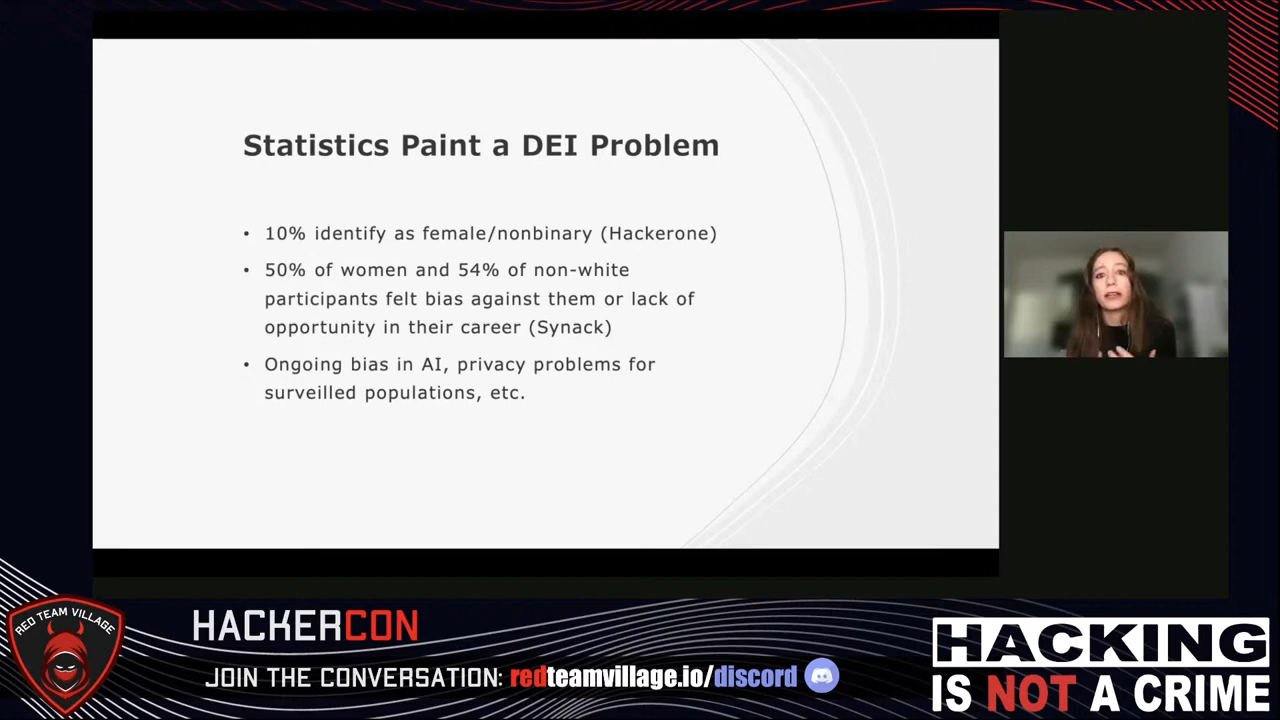 Statistics Paint a DEI Problem
• 10% identify as female/nonbinary (Hackerone)
• 50% of women and 54% of non-white
participants felt bias against them or lack of
opportunity in their career (Synack)
• Ongoing bias in AI, privacy problems for
surveilled populations, etc.
RED TEAM VILLAGE
HACKERCON
JOIN THE CONVERSATION: redteamvillage.io/discord
HACKING
IS NOT A CRIME